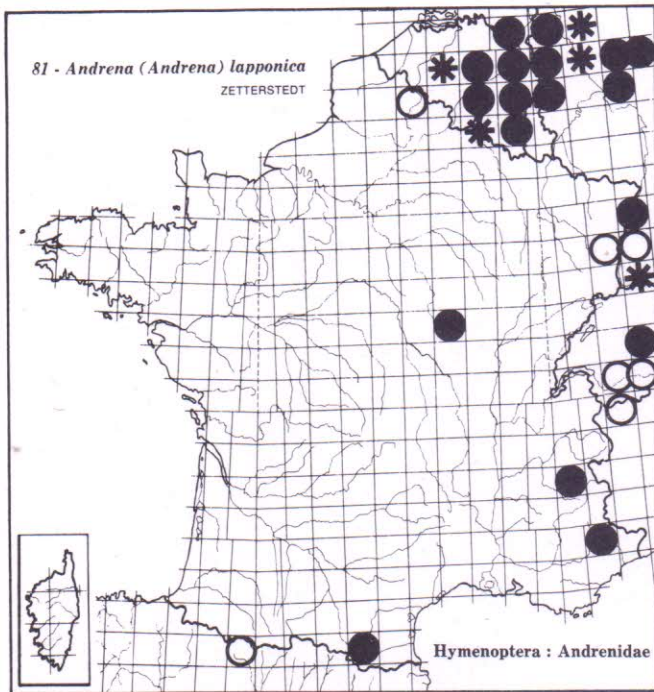 81 - Andrena (Andrena) lapponica
ZETTERSTEDT
Hymenoptera : Andrenidae